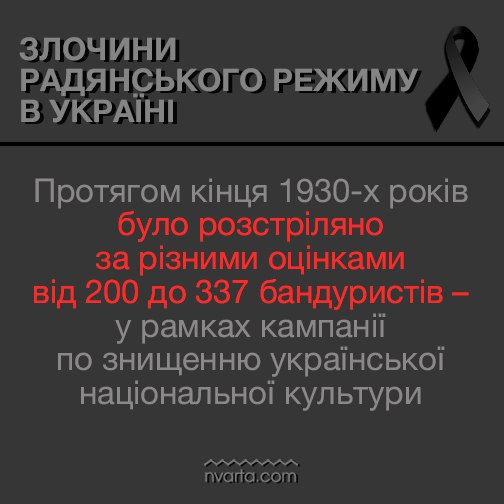 ЗЛОЧИНИ
РАДЯНСЬКОГО РЕЖИМУ
В УКРАЇНІ
Протягом кінця 1930-х років
було розстріляно
за різними оцінками
від 200 до 337 бандуристів –
у рамках кампанії
по знищенню української
національної культури
nvarta.com